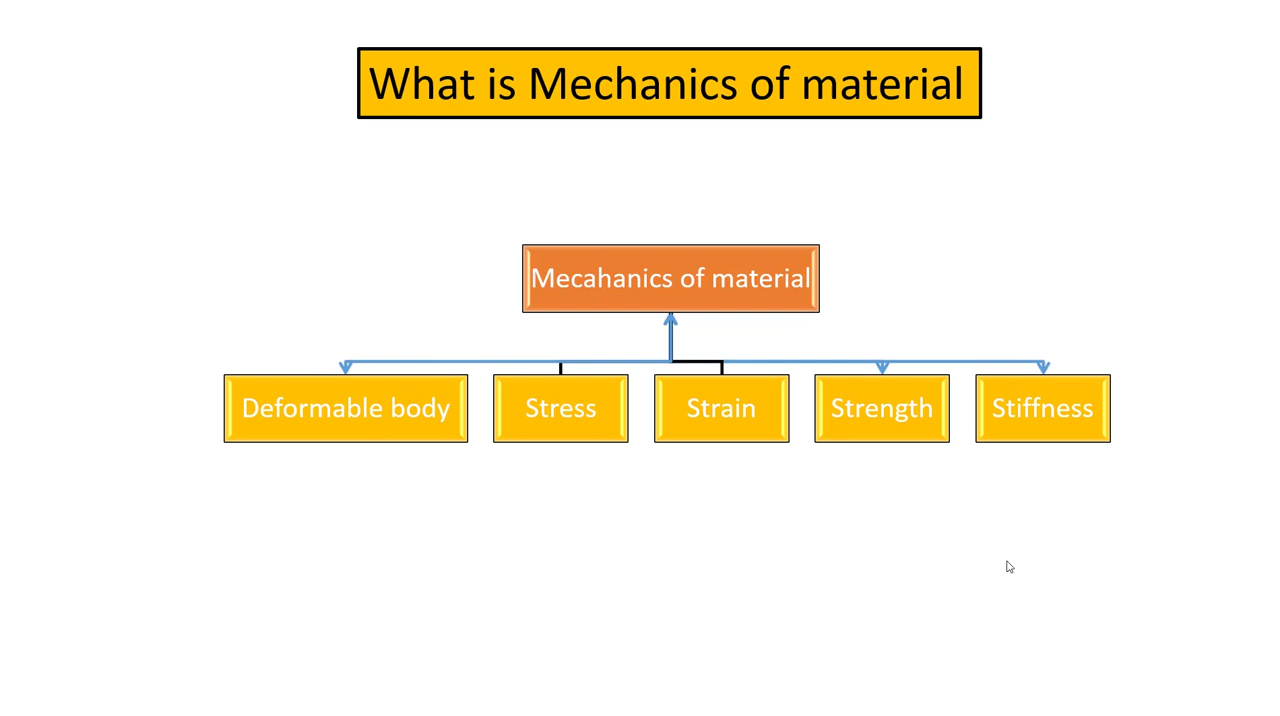 What is Mechanics of material
Mecahanics of material
Deformable body
Stress
Strain
Strength
Stiffness